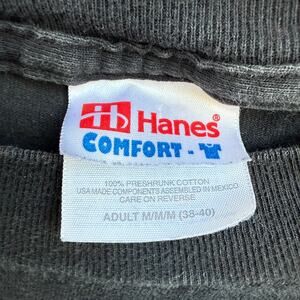 Hanes
COMFORT -
100% PRESHRUNK COTTON
USA MADE COMPONENTS ASSEMBLED IN MEXICO
CARE ON REVERSE
ADULT M/M/M (38-40)